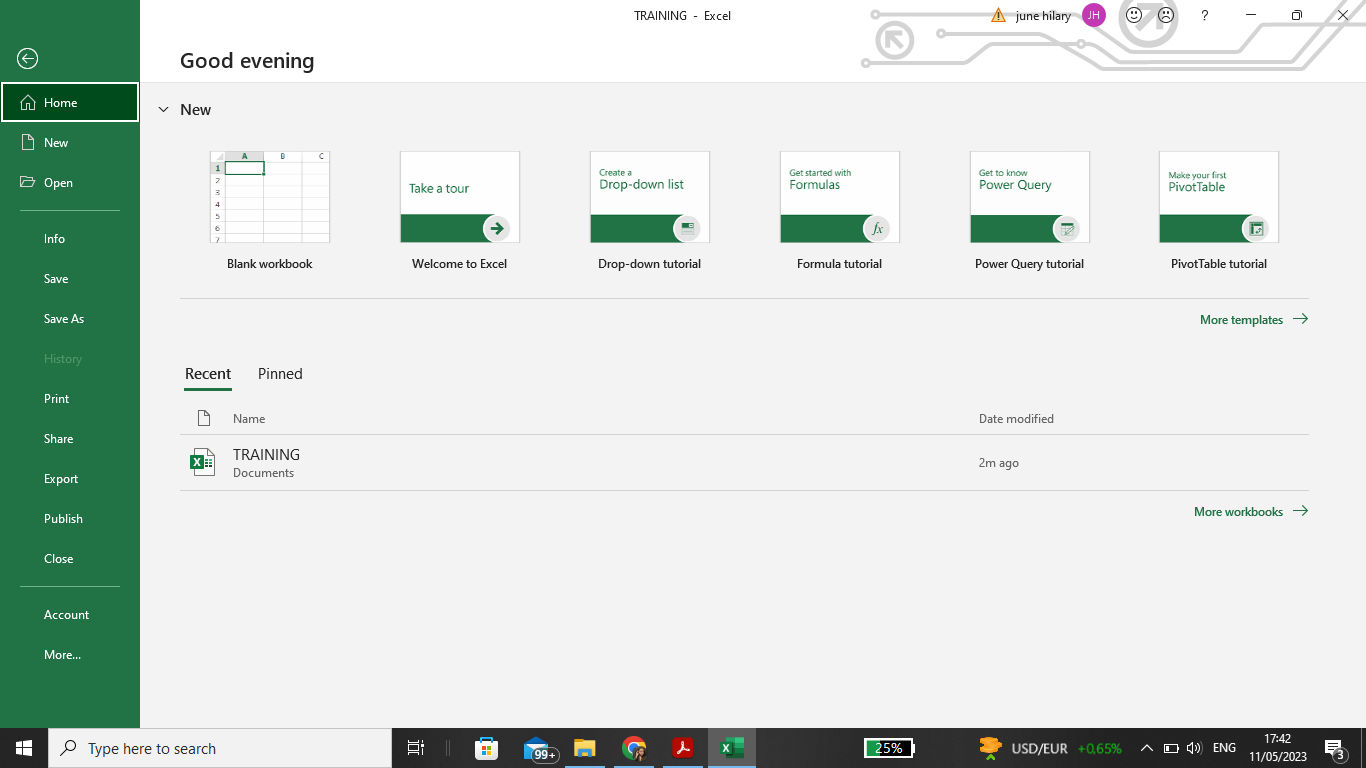 TRAINING - Excel
june hilary
JH
?
Good evening
Home
New
Open
Info
Save
Save As
History
Print
Share
Export
Publish
Close
Account
More...
New
A B C
1
2
3
4
5
6
7
Blank workbook
Take a tour
Welcome to Excel
Create a
Drop-down list
Drop-down tutorial
Get started with
Formulas
fx
Formula tutorial
Get to know
Power Query
Power Query tutorial
Make your first
PivotTable
PivotTable tutorial
More templates
Recent Pinned
Name Date modified
X
TRAINING
Documents
2m ago
More workbooks
Type here to search
99+
X
25%
USD/EUR +0.65%
ENG
17:42
11/05/2023
3